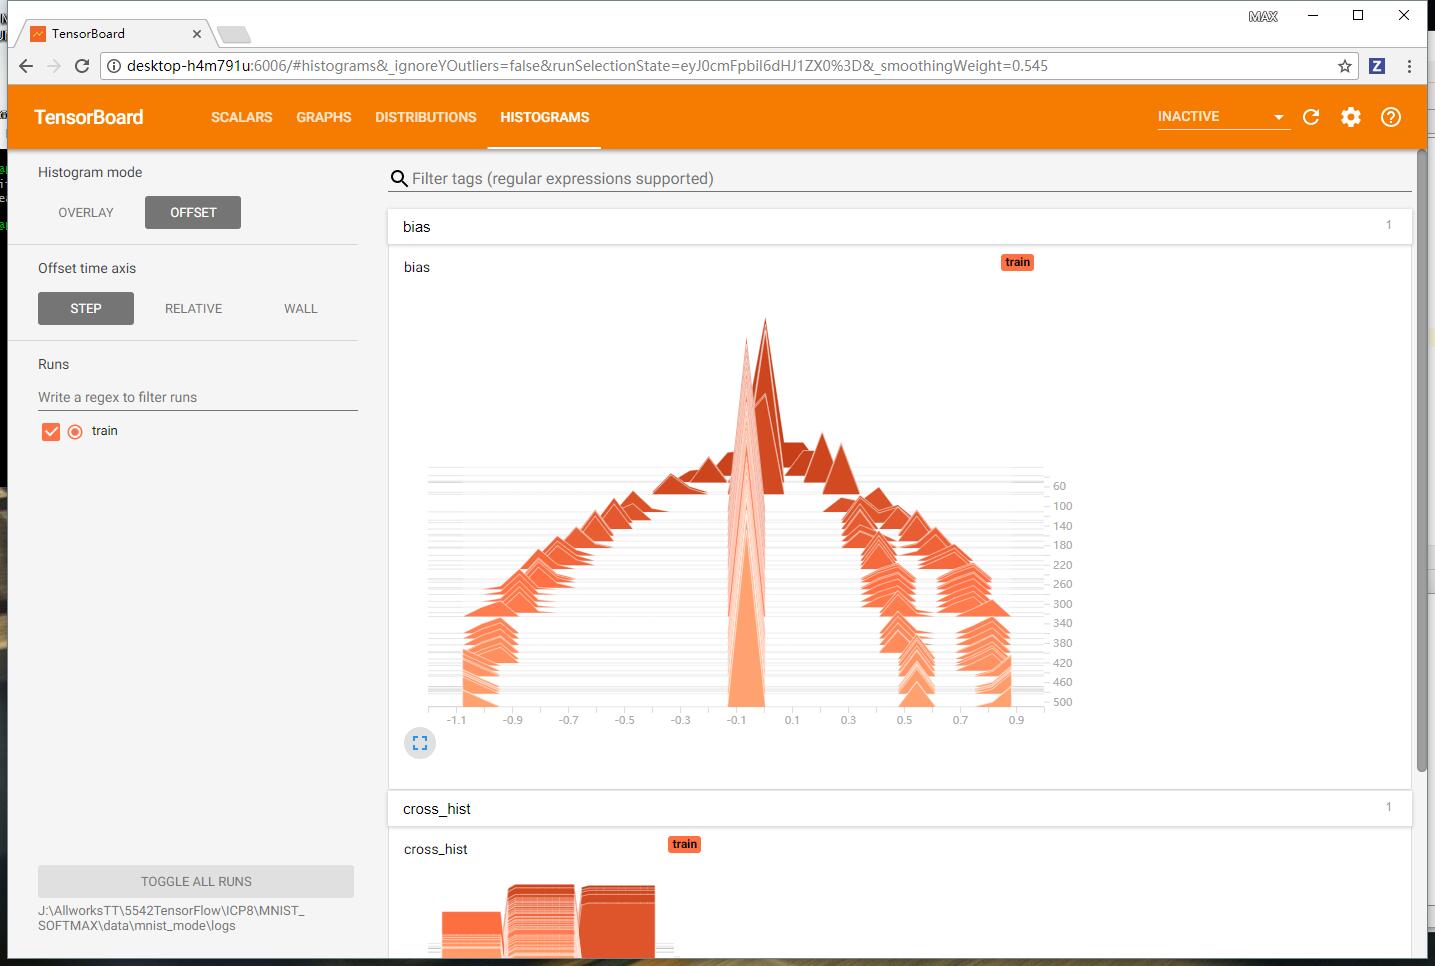 MAX
TensorBoard
desktop-h4m791u:6006/#histograms&_ignoreYOutliers=false&runSelectionState=eyJ0cmFpbiI6dHJ1ZX0%3D&_smoothingWeight=0.545
Z
TensorBoard SCALARS GRAPHS DISTRIBUTIONS HISTOGRAMS INACTIVE
Histogram mode
OVERLAY OFFSET
Offset time axis
STEP RELATIVE WALL
Runs
Write a regex to filter runs
train
TOGGLE ALL RUNS
J:\AllworksTT\5542TensorFlow\ICP8\MNIST_
SOFTMAX\data\mnist_mode\logs
Filter tags (regular expressions supported)
bias 1
bias train
60
100
140
180
220
260
300
340
380
420
460
500
-1.1 -0.9 -0.7 -0.5 -0.3 -0.1 0.1 0.3 0.5 0.7 0.9
cross_hist 1
cross_hist train